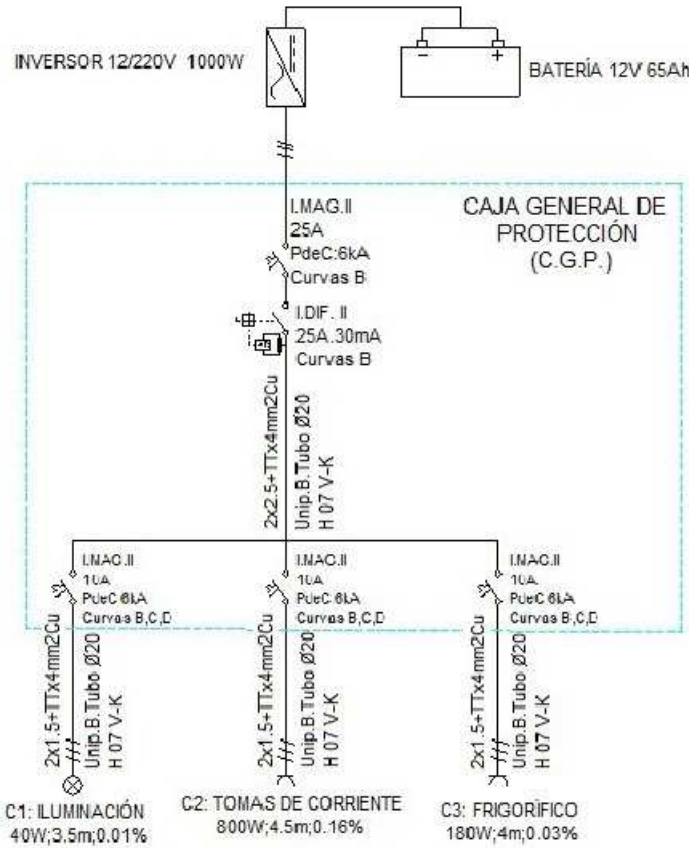 INVERSOR 12/220V 1000W
- +
BATERÍA 12V 65Ah
CAJA GENERAL DE
PROTECCIÓN
(C.G.P.)
I.MAG.II
25A
PdeC:6kA
Curvas B
I.DIF. II
25A.30mA
Curvas B
2x2.5+TTx4mm2Cu
Unip.B.Tubo Ø20
H 07 V-K
I.MAG.II
10A
PdeC:6kA
Curvas B,C,D
I.MAG.II
10A
PdeC:6kA
Curvas B,C,D
I.MAG.II
10A
PdeC:6kA
Curvas B,C,D
2x1.5+TTx4mm2Cu
Unip.B.Tubo Ø20
H 07 V-K
2x1.5+TTx4mm2Cu
Unip.B.Tubo Ø20
H 07 V-K
2x1.5+TTx4mm2Cu
Unip.B.Tubo Ø20
H 07 V-K
C1: ILUMINACIÓN
40W;3.5m;0.01%
C2: TOMAS DE CORRIENTE
800W;4.5m;0.16%
C3: FRIGORÍFICO
180W;4m;0.03%